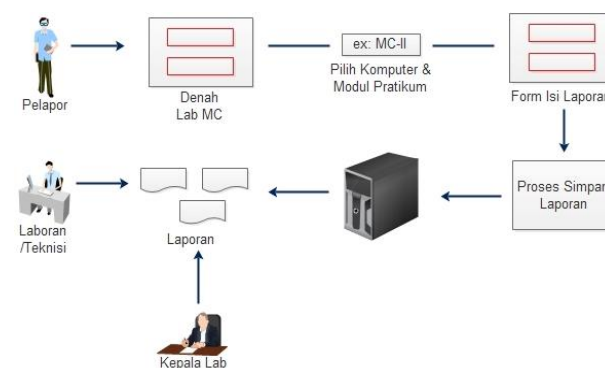 Pelapor
Denah
Lab MC
ex: MC-II
Pilih Komputer &
Modul Pratikum
Form Isi Laporan
Proses Simpan
Laporan
Laboran
/Teknisi
Laporan
Kepala Lab